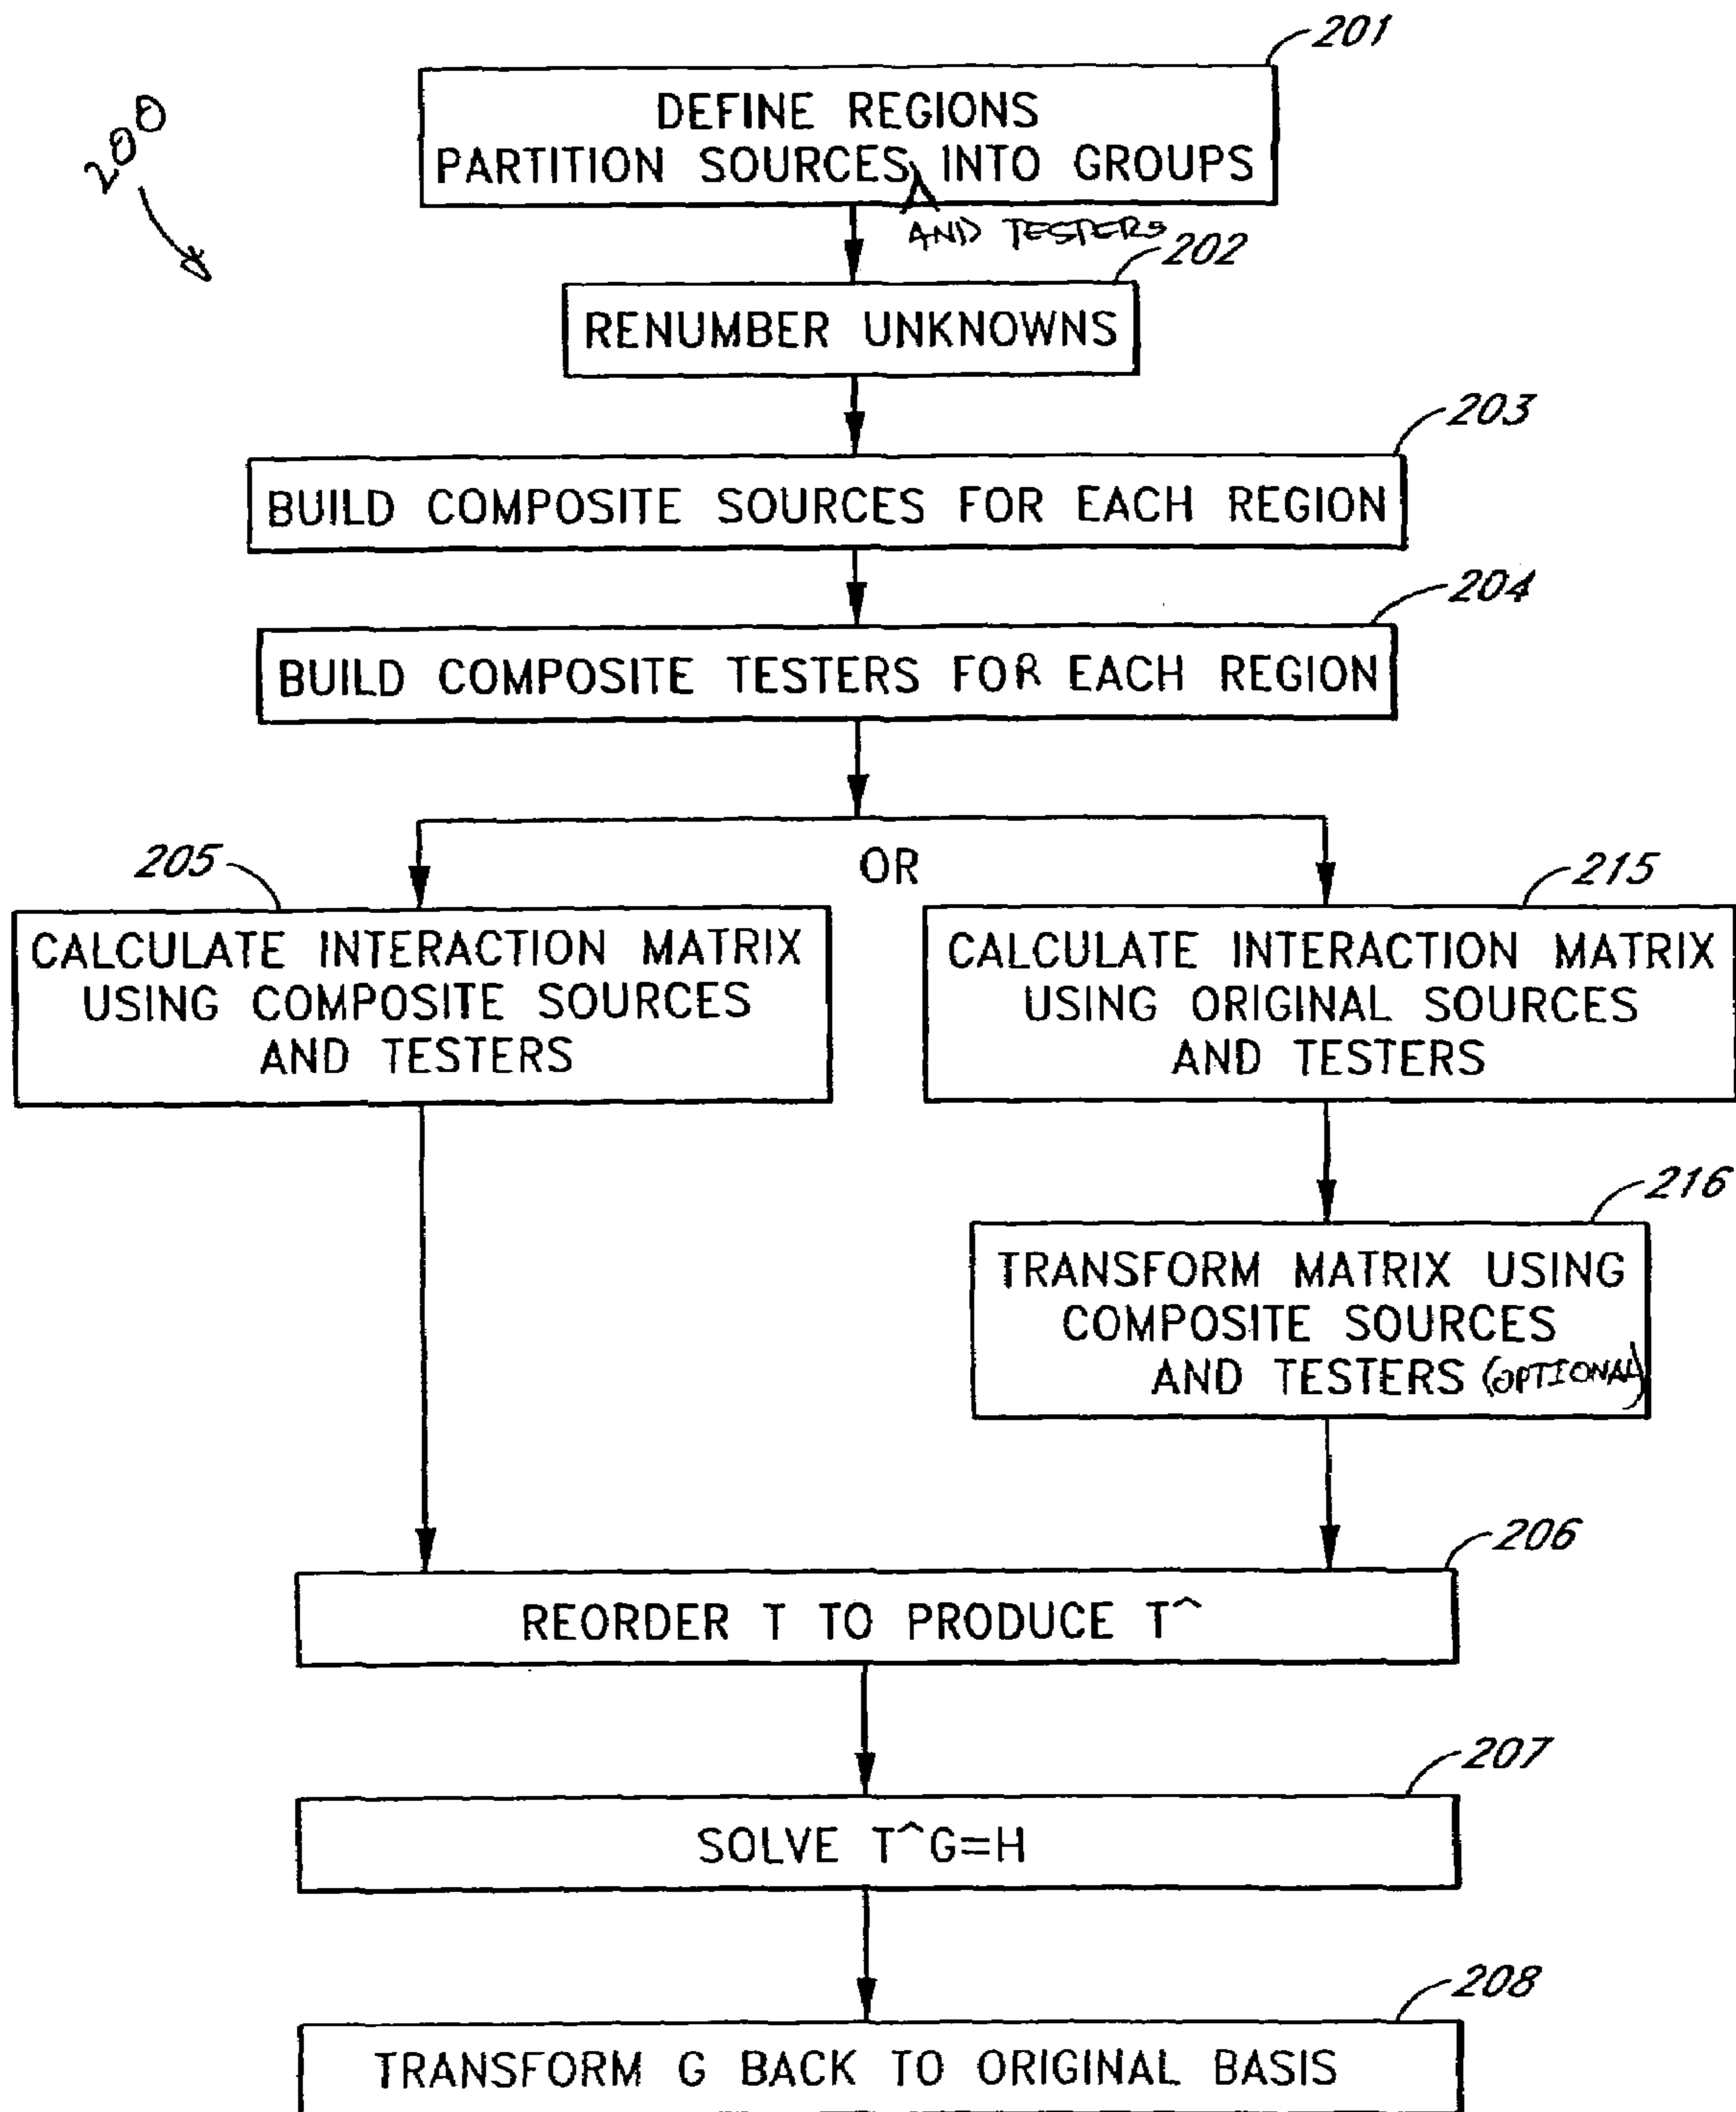 201
200
DEFINE REGIONS
PARTITION SOURCES INTO GROUPS
AND TESTERS
202
RENUMBER UNKNOWNS
203
BUILD COMPOSITE SOURCES FOR EACH REGION
204
BUILD COMPOSITE TESTERS FOR EACH REGION
OR
205
CALCULATE INTERACTION MATRIX
USING COMPOSITE SOURCES
AND TESTERS
215
CALCULATE INTERACTION MATRIX
USING ORIGINAL SOURCES
AND TESTERS
216
TRANSFORM MATRIX USING
COMPOSITE SOURCES
AND TESTERS (OPTIONAL)
206
REORDER T TO PRODUCE T^
207
SOLVE T^G=H
208
TRANSFORM G BACK TO ORIGINAL BASIS